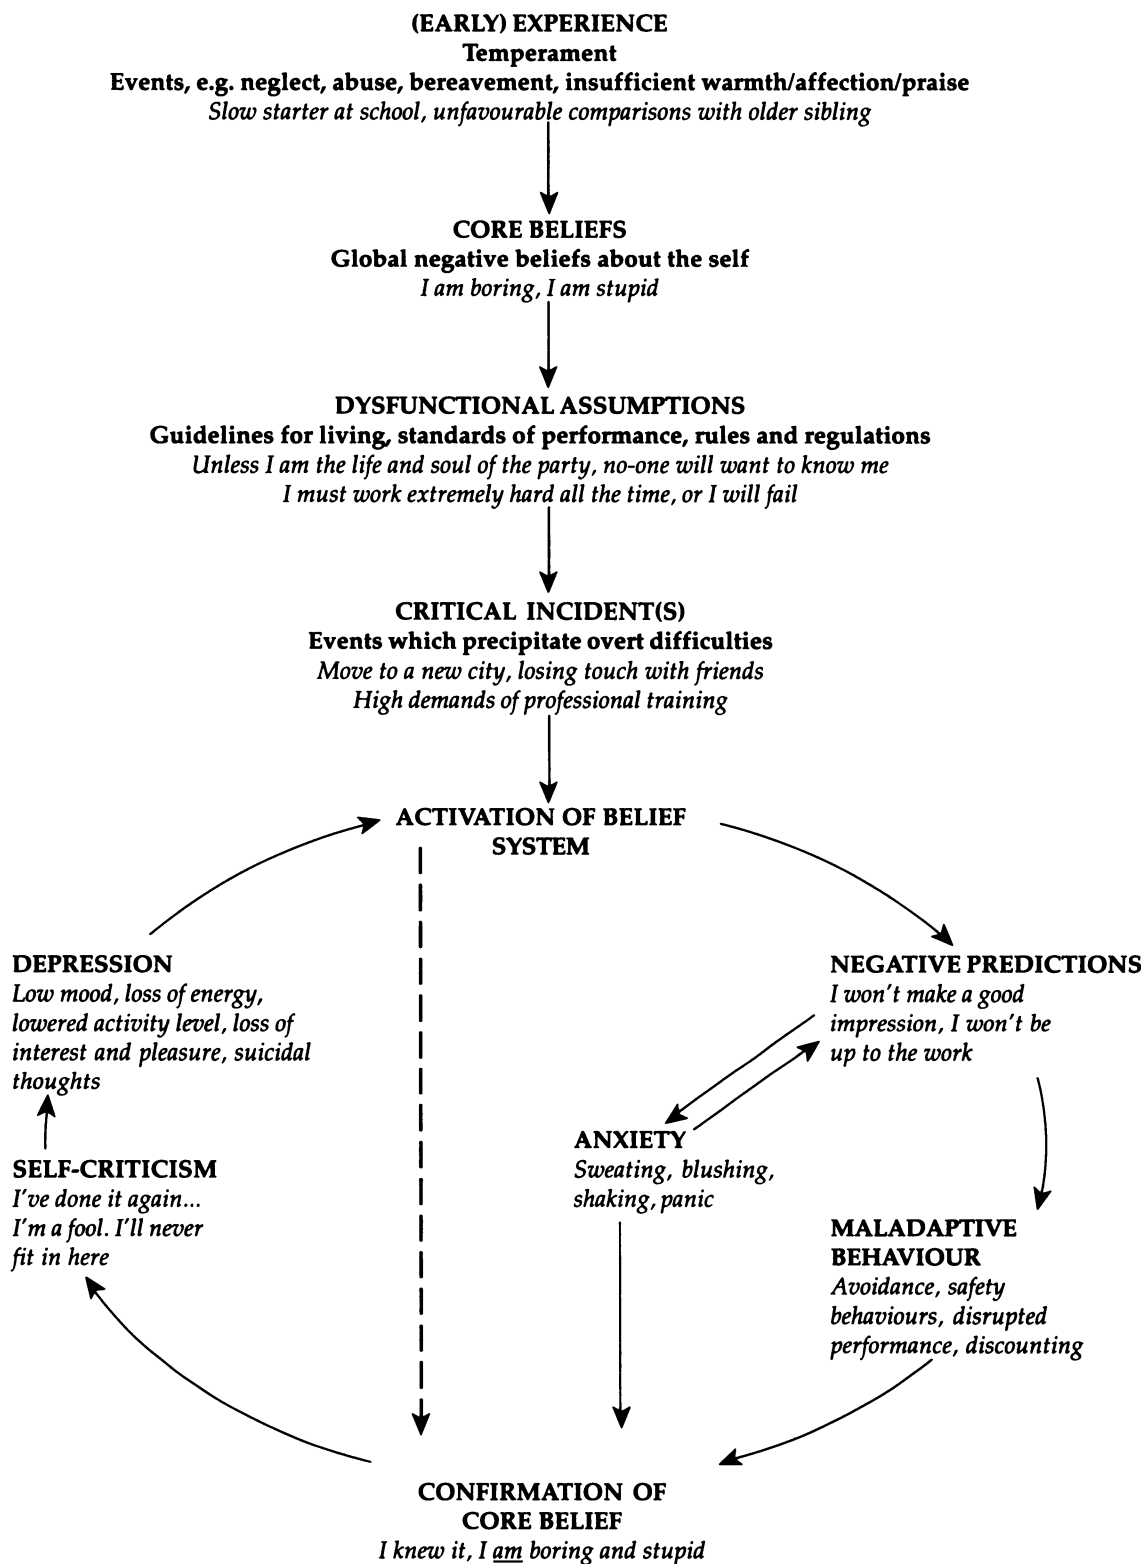 (EARLY) EXPERIENCE
Temperament
Events, e.g. neglect, abuse, bereavement, insufficient warmth/affection/praise
Slow starter at school, unfavourable comparisons with older sibling
CORE BELIEFS
Global negative beliefs about the self
I am boring, I am stupid
DYSFUNCTIONAL ASSUMPTIONS
Guidelines for living, standards of performance, rules and regulations
Unless I am the life and soul of the party, no-one will want to know me
I must work extremely hard all the time, or I will fail
CRITICAL INCIDENT(S)
Events which precipitate overt difficulties
Move to a new city, losing touch with friends
High demands of professional training
ACTIVATION OF BELIEF
SYSTEM
NEGATIVE PREDICTIONS
I won't make a good
impression, I won't be
up to the work
ANXIETY
Sweating, blushing,
shaking, panic
MALADAPTIVE
BEHAVIOUR
Avoidance, safety
behaviours, disrupted
performance, discounting
CONFIRMATION OF
CORE BELIEF
I knew it, I am boring and stupid
SELF-CRITICISM
I've done it again...
I'm a fool. I'll never
fit in here
DEPRESSION
Low mood, loss of energy,
lowered activity level, loss of
interest and pleasure, suicidal
thoughts